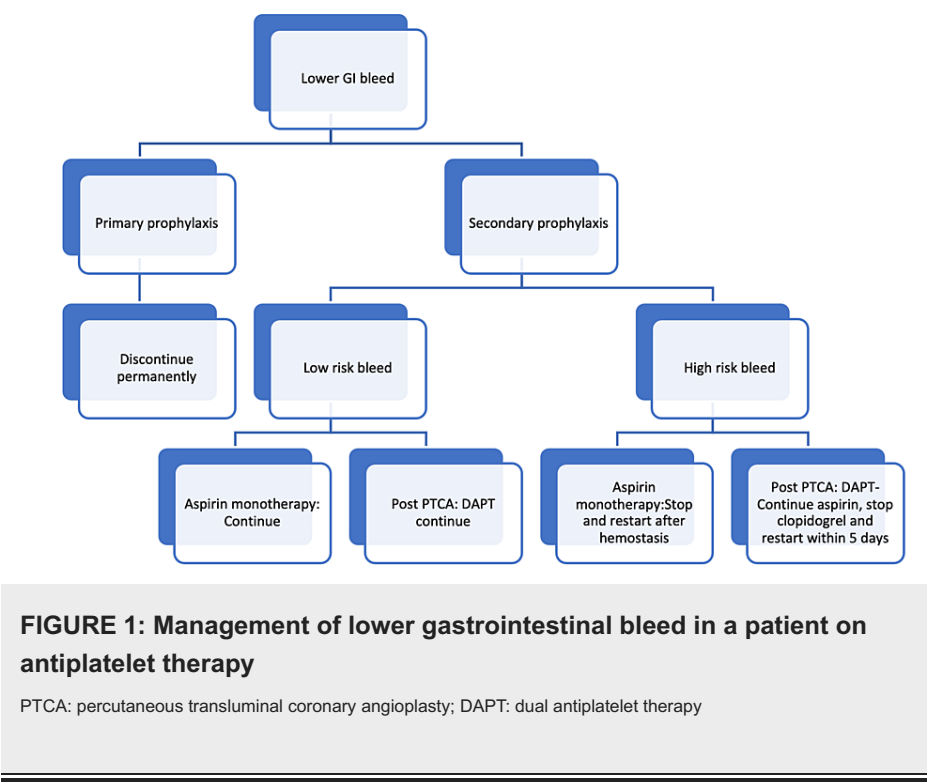 Lower GI bleed
Primary prophylaxis
Secondary prophylaxis
Discontinue
permanently
Low risk bleed
High risk bleed
Aspirin monotherapy:
Continue
Post PTCA: DAPT
continue
Aspirin
monotherapy:Stop
and restart after
hemostasis
Post PTCA: DAPT-
Continue aspirin, stop
clopidogrel and
restart within 5 days
FIGURE 1: Management of lower gastrointestinal bleed in a patient on
antiplatelet therapy
PTCA: percutaneous transluminal coronary angioplasty; DAPT: dual antiplatelet therapy